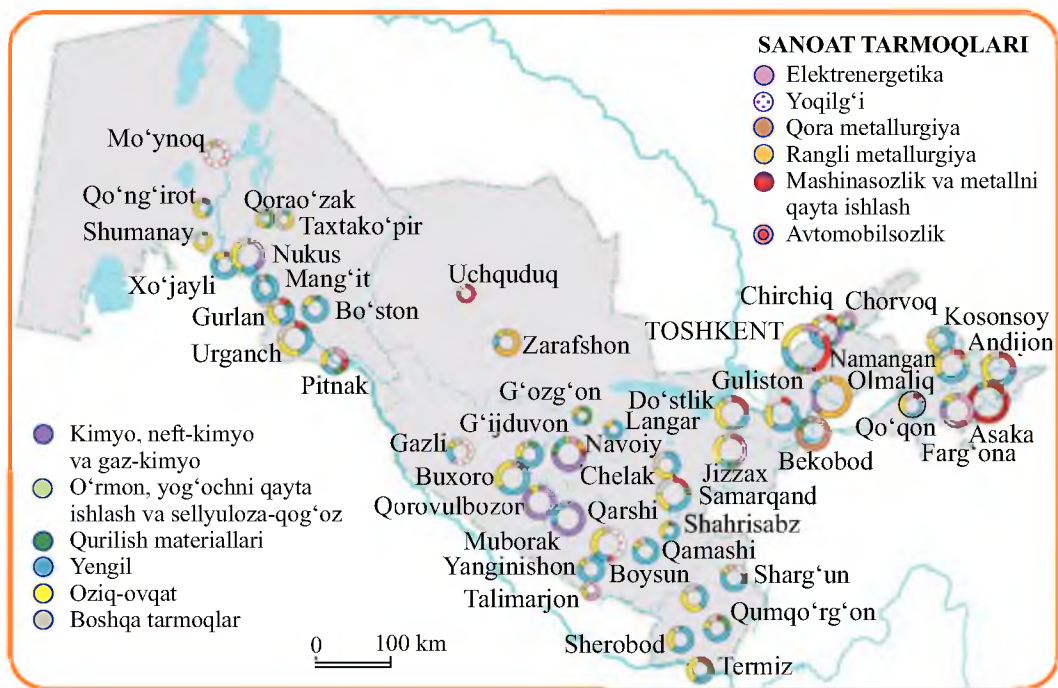 SANOAT TARMOQLARI
Elektrenergetika
Yoqilg‘i
Qora metallurgiya
Rangli metallurgiya
Mashinasozlik va metallni
qayta ishlash
Avtomobilsozlik
Mo‘ynoq
Qo‘ng‘irot
Qorao‘zak
Taxtako‘pir
Shumanay
Nukus
Xo‘jayli
Mang‘it
Bo‘ston
Gurlan
Urganch
Pitnak
Uchquduq
Zarafshon
Chirchiq
Chorvoq
TOSHKENT
Kosonsoy
Namangan
Andijon
Guliston
Olmaliq
Do‘stlik
Qo‘qon
Asaka
Farg‘ona
Bekobod
Jizzax
G‘ozg‘on
G‘ijduvon
Langar
Gazli
Navoiy
Buxoro
Chelak
Samarqand
Qorovulbozor
Qarshi
Shahrisabz
Muborak
Qamashi
Yanginishon
Boysun
Sharg‘un
Talimarjon
Qumqo‘rg‘on
Sherobod
Termiz
Kimyo, neft-kimyo
va gaz-kimyo
O‘rmon, yog‘ochni qayta
ishlash va sellyuloza-qog‘oz
Qurilish materiallari
Yengil
Oziq-ovqat
Boshqa tarmoqlar
0 100 km